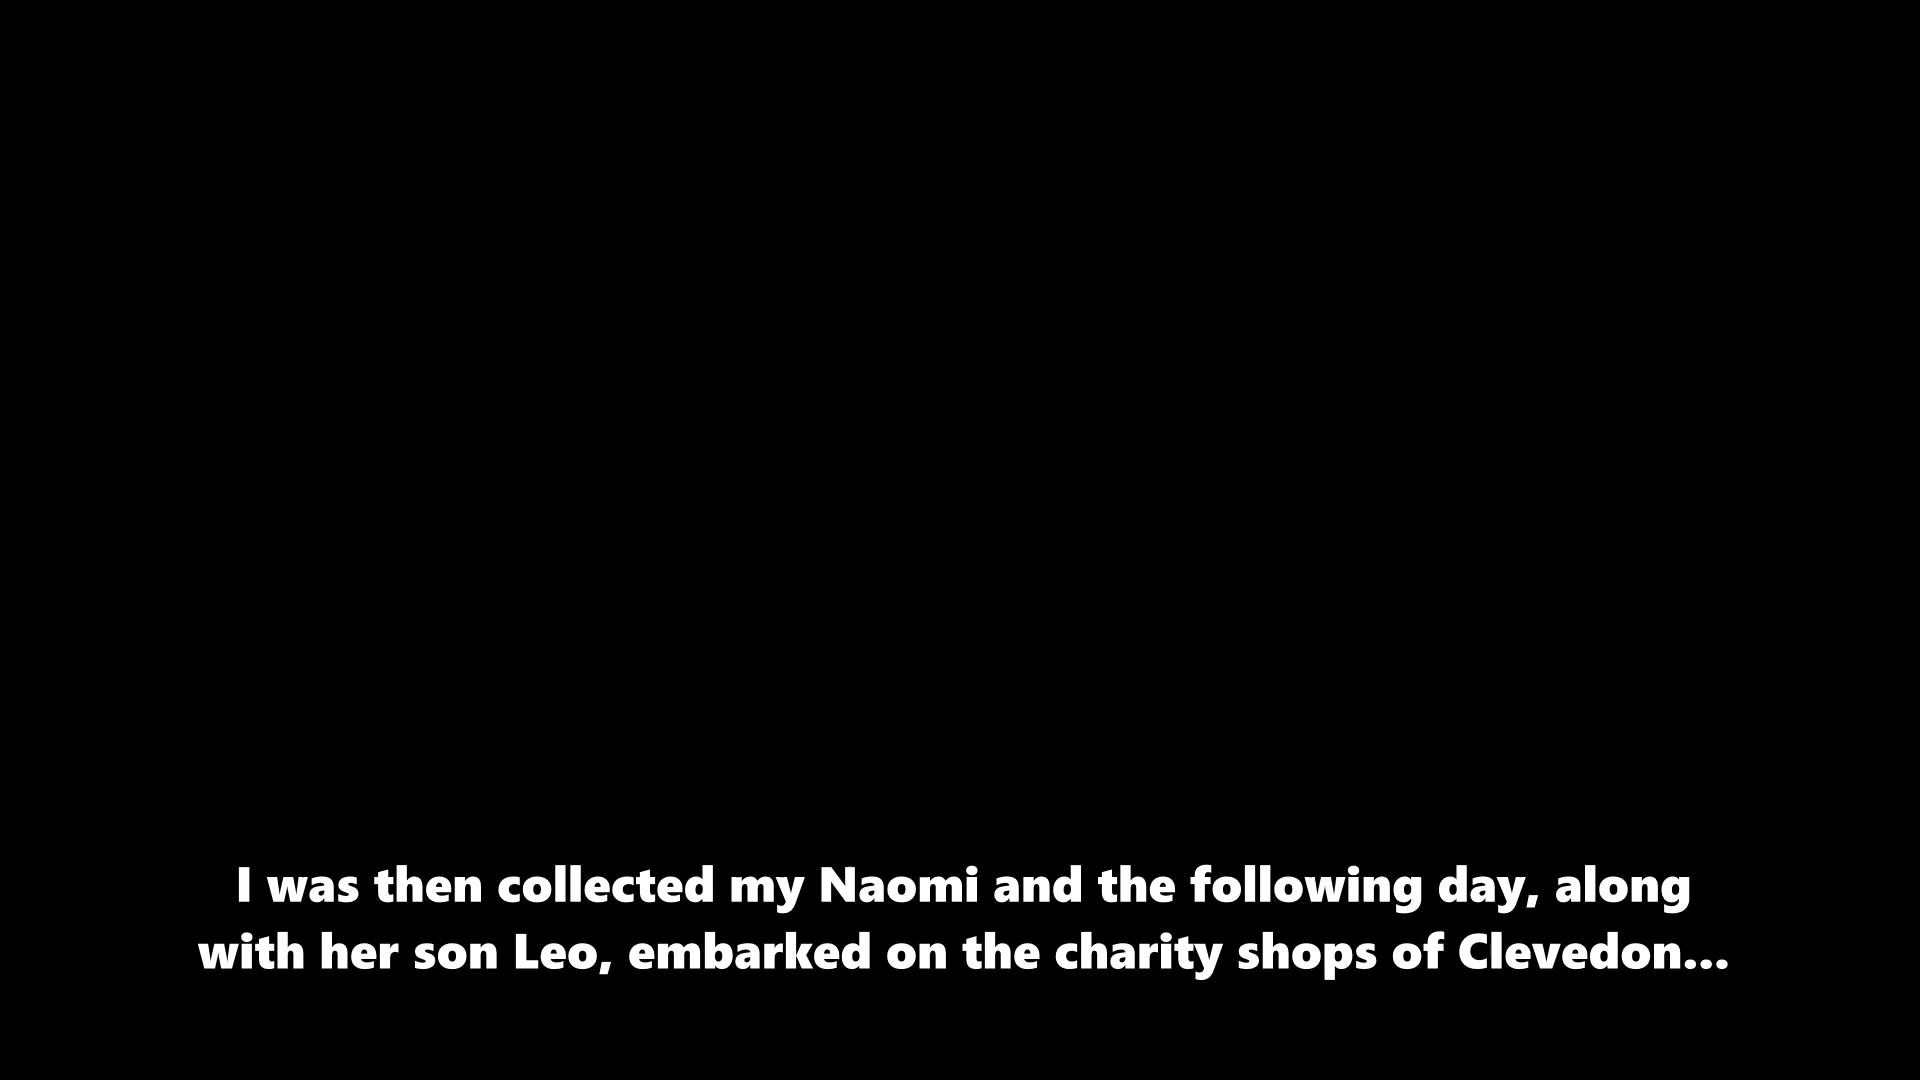 I was then collected my Naomi and the following day, along
with her son Leo, embarked on the charity shops of Clevedon...